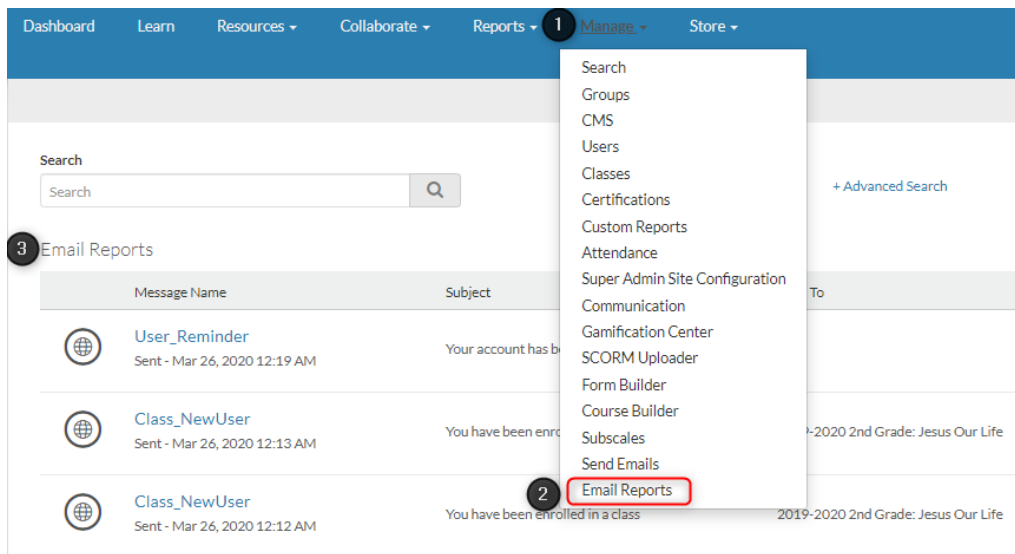 Dashboard Learn Resources Collaborate Reports 1 Manage Store
Search
Groups
CMS
Users
Classes
Certifications
Custom Reports
Attendance
Super Admin Site Configuration
Communication
Gamification Center
SCORM Uploader
Form Builder
Course Builder
Subscales
Send Emails
2 Email Reports
Search
Search
+ Advanced Search
3 Email Reports
Message Name Subject To
User_Reminder
Sent - Mar 26, 2020 12:19 AM
Your account has
Class_NewUser
Sent - Mar 26, 2020 12:13 AM
You have been
-2020 2nd Grade: Jesus Our Life
Class_NewUser
Sent - Mar 26, 2020 12:12 AM
You have been enrolled in a class
2019-2020 2nd Grade: Jesus Our Life